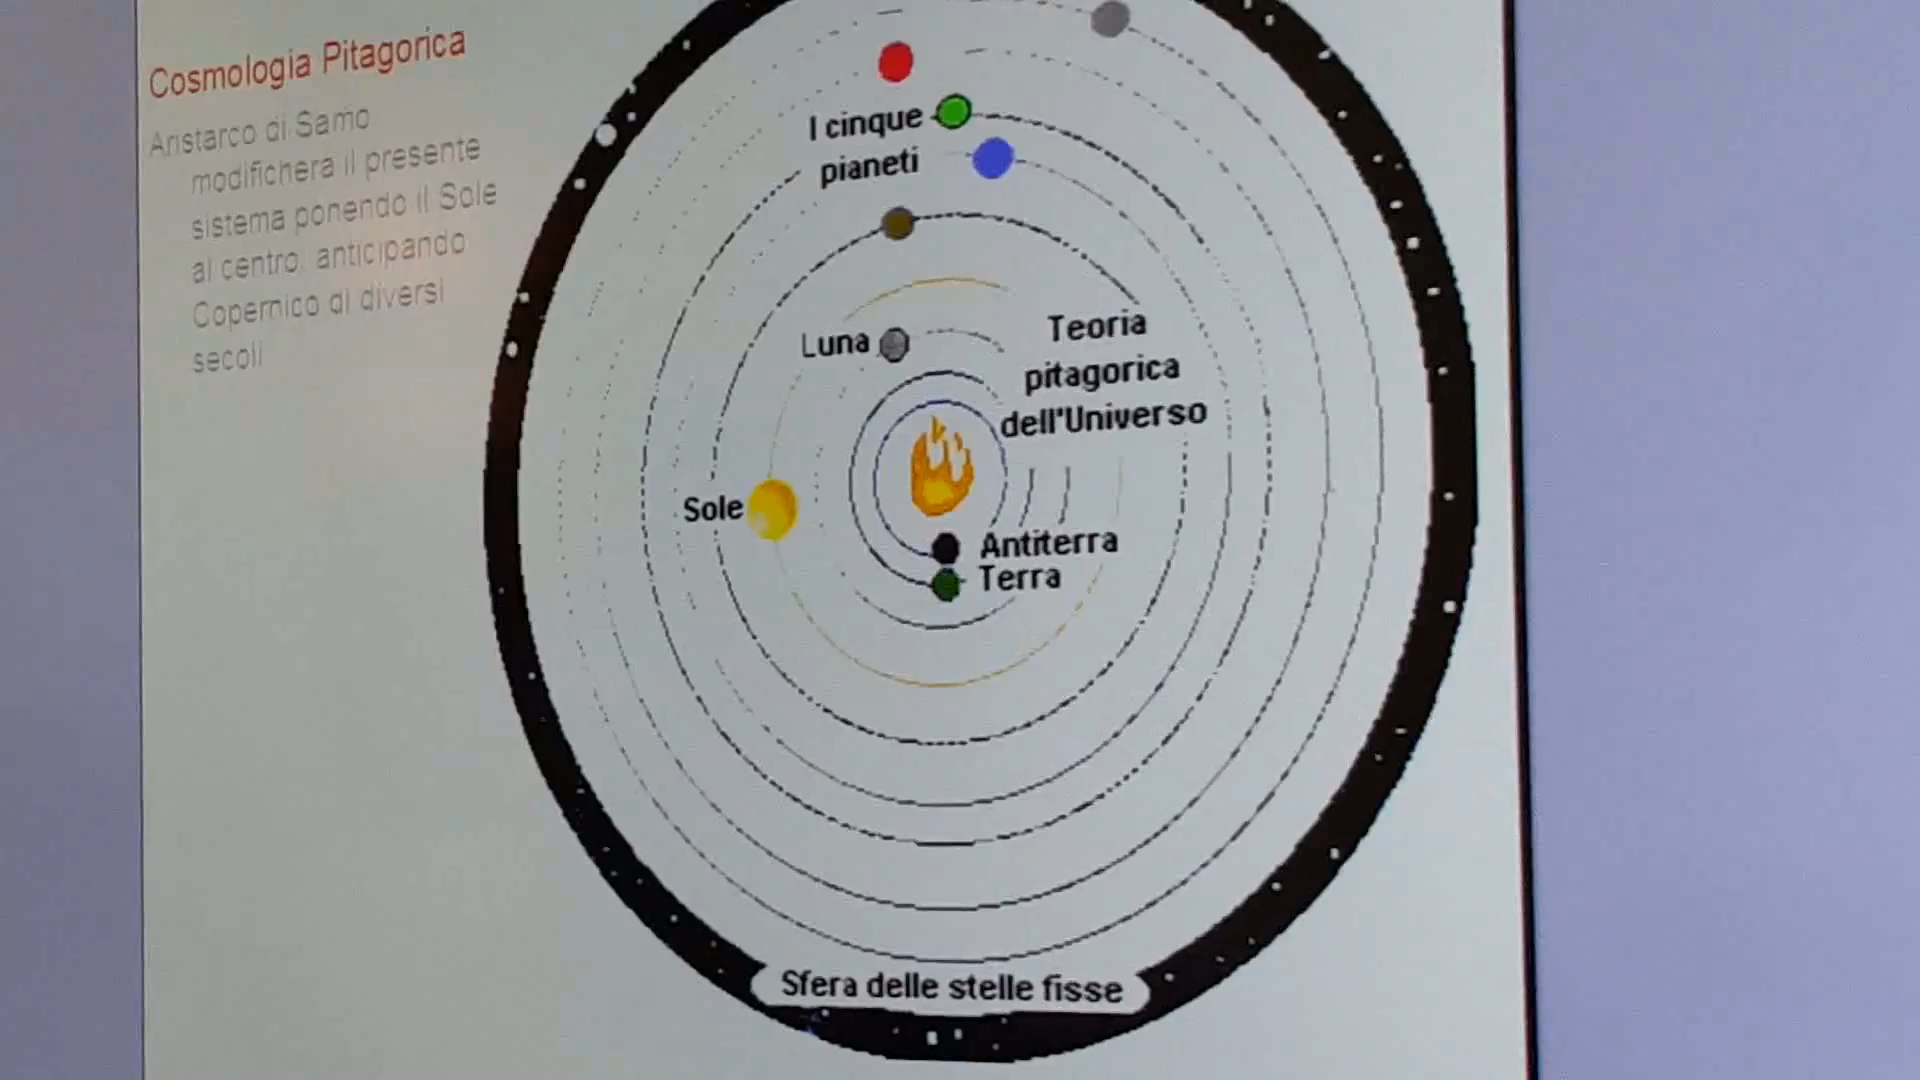 Cosmologia Pitagorica
Aristarco di Samo
modificherà il presente
sistema ponendo il Sole
al centro, anticipando
Copernico di diversi
secoli
I cinque
pianeti
Luna
Teoria
pitagorica
dell'Universo
Sole
Antiterra
Terra
Sfera delle stelle fisse